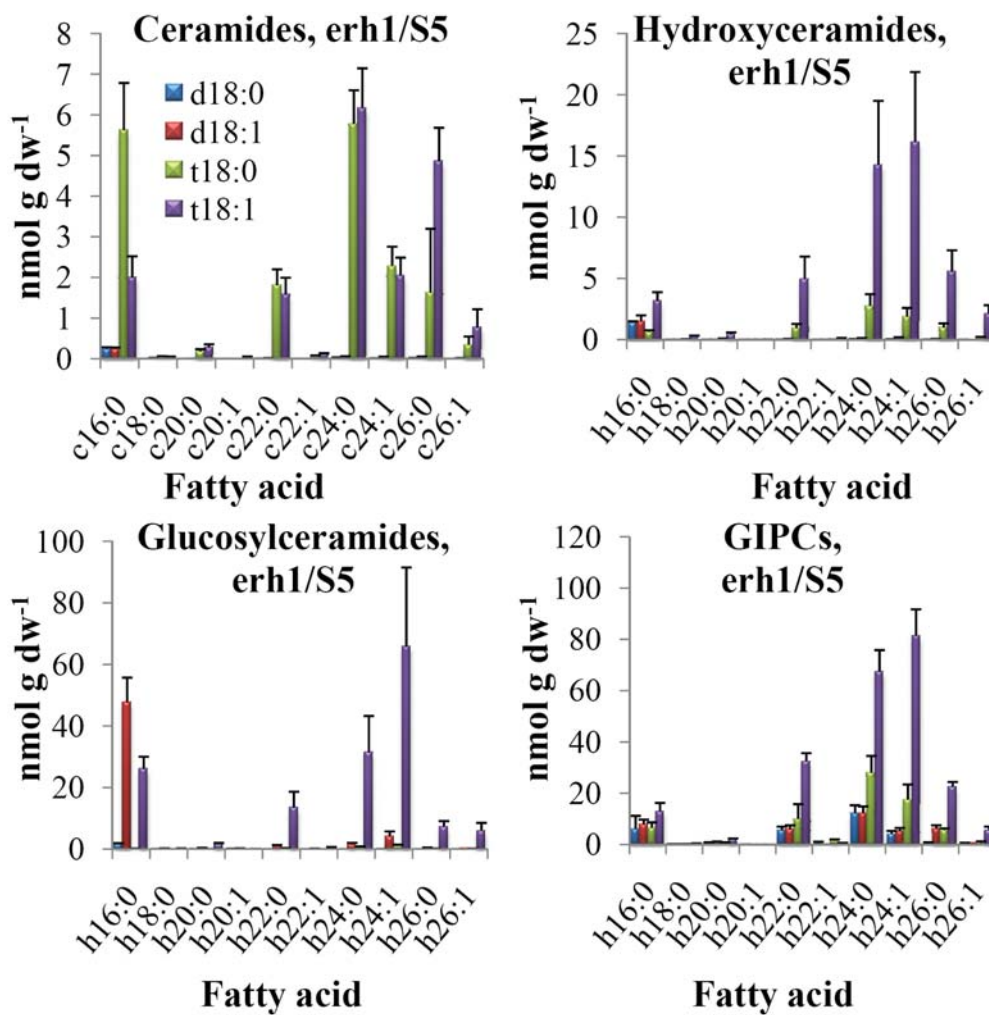 Ceramides, erh1/S5
nmol g dw-1
8
7
6
5
4
3
2
1
0
d18:0
d18:1
t18:0
t18:1
c16:0
c18:0
c20:0
c20:1
c22:0
c22:1
c24:0
c24:1
c26:0
c26:1
Fatty acid
Hydroxyceramides,
erh1/S5
nmol g dw-1
25
20
15
10
5
0
h16:0
h18:0
h20:0
h20:1
h22:0
h22:1
h24:0
h24:1
h26:0
h26:1
Fatty acid
Glucosylceramides,
erh1/S5
nmol g dw-1
100
80
60
40
20
0
h16:0
h18:0
h20:0
h20:1
h22:0
h22:1
h24:0
h24:1
h26:0
h26:1
Fatty acid
GIPCs,
erh1/S5
nmol g dw-1
120
100
80
60
40
20
0
h16:0
h18:0
h20:0
h20:1
h22:0
h22:1
h24:0
h24:1
h26:0
h26:1
Fatty acid